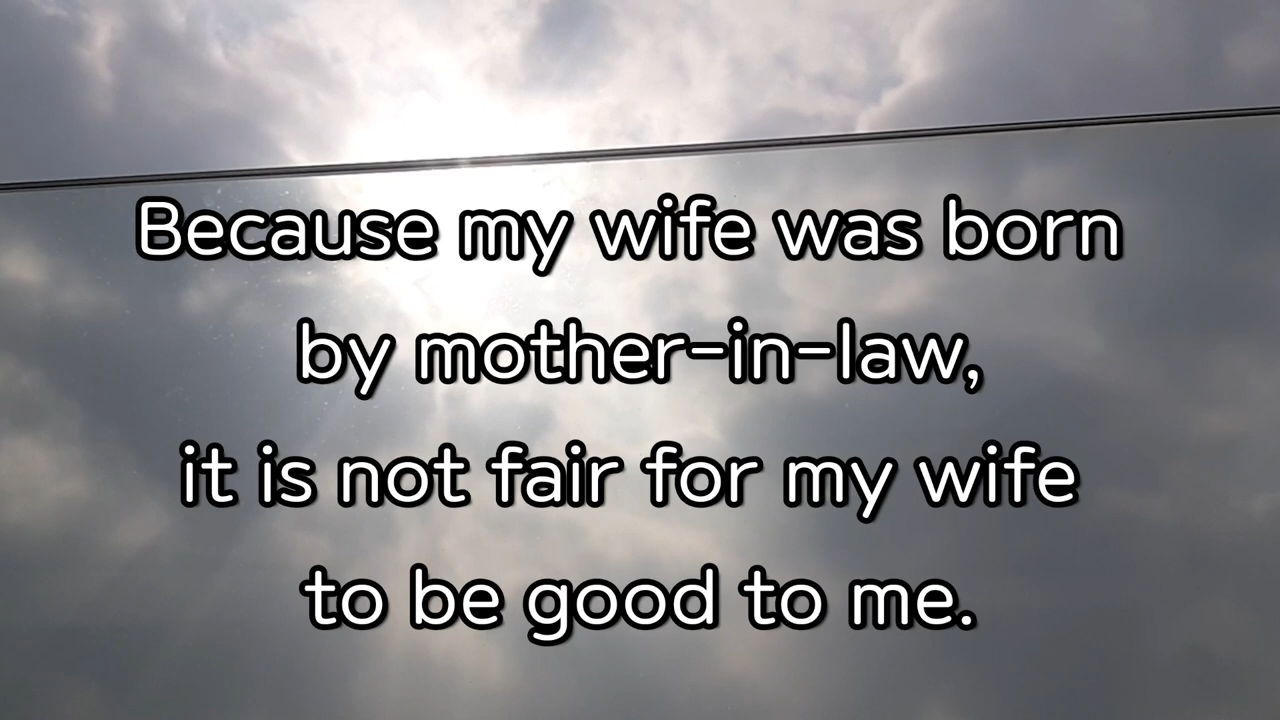 Because my wife was born
by mother-in-law,
it is not fair for my wife
to be good to me.